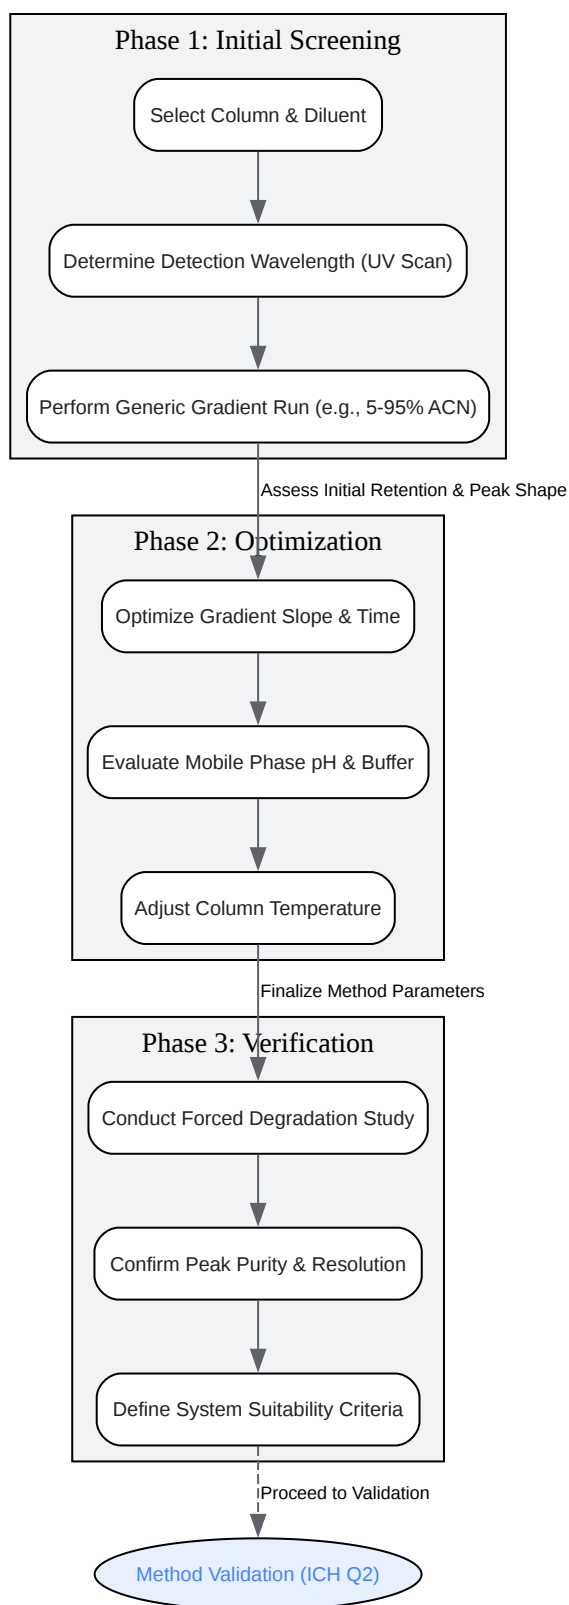 Phase 1: Initial Screening
Select Column & Diluent
Determine Detection Wavelength (UV Scan)
Perform Generic Gradient Run (e.g., 5-95% ACN)
Assess Initial Retention & Peak Shape
Phase 2: Optimization
Optimize Gradient Slope & Time
Evaluate Mobile Phase pH & Buffer
Adjust Column Temperature
Finalize Method Parameters
Phase 3: Verification
Conduct Forced Degradation Study
Confirm Peak Purity & Resolution
Define System Suitability Criteria
Proceed to Validation
Method Validation (ICH Q2)